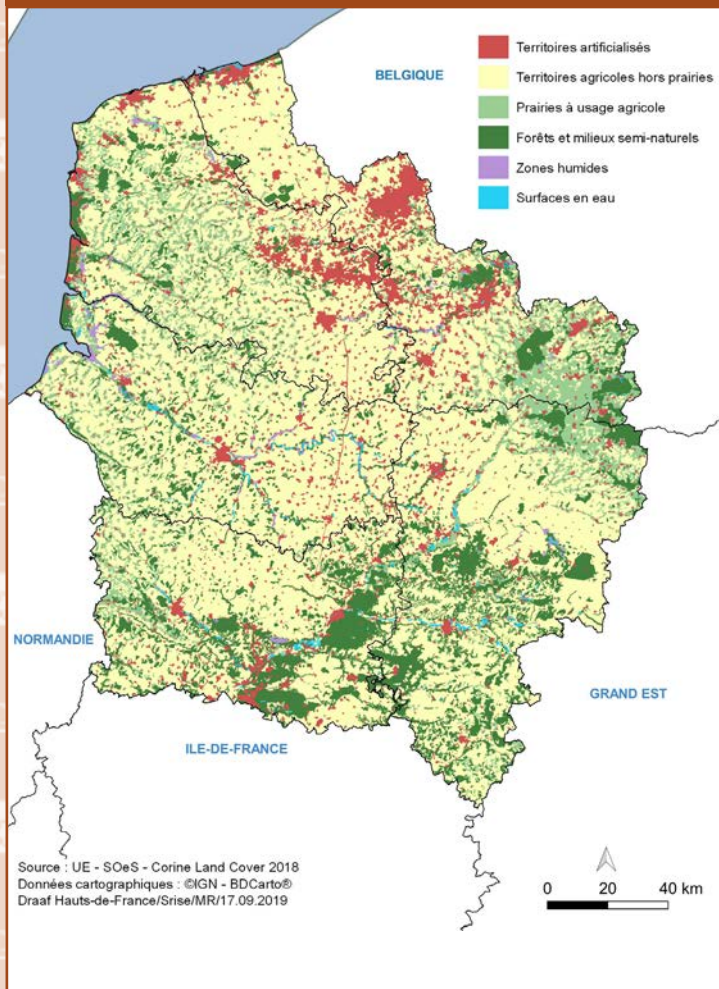 Territoires artificialisés
BELGIQUE
Territoires agricoles hors prairies
Prairies à usage agricole
Forêts et milieux semi-naturels
Zones humides
Surfaces en eau
NORMANDIE
GRAND EST
ILE-DE-FRANCE
Source : UE - SOeS - Corine Land Cover 2018
Données cartographiques : ©IGN - BDCarto®
Draaf Hauts-de-France/Srise/MR/17.09.2019
0 20 40 km